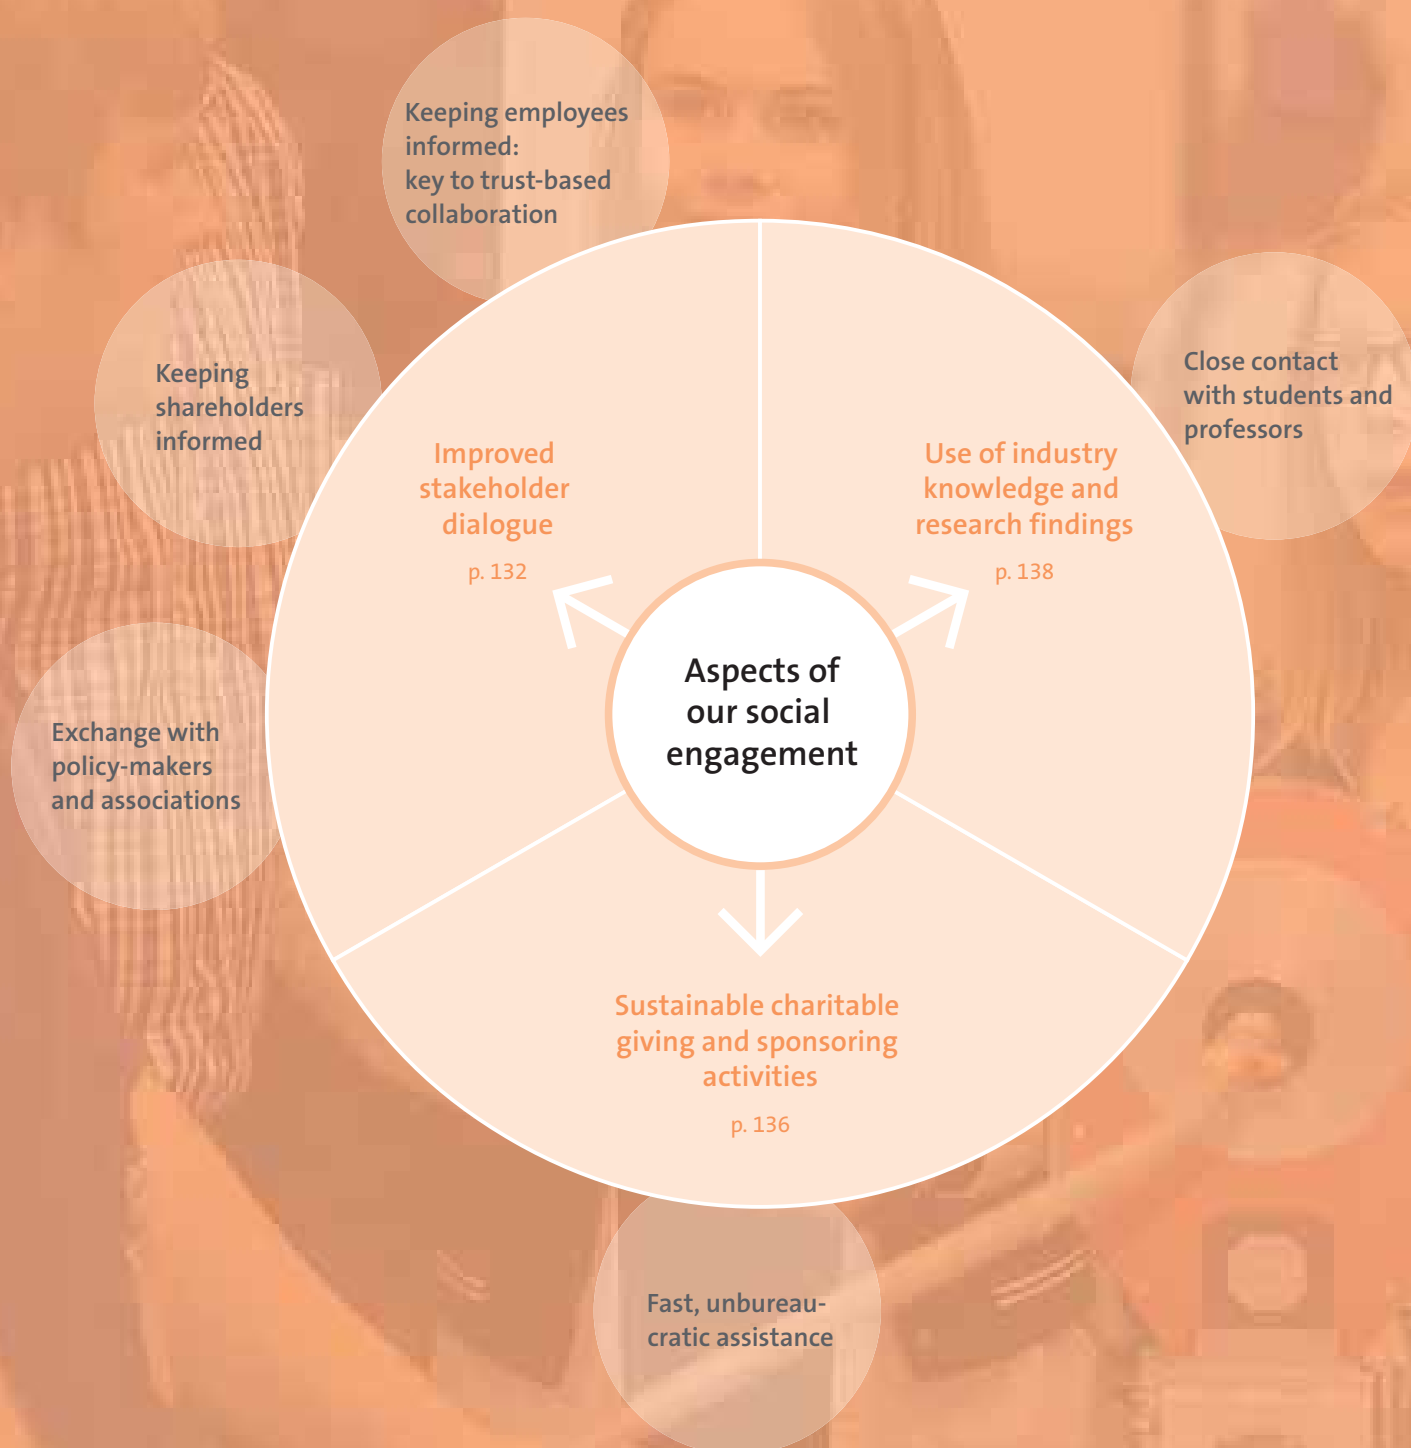 Keeping employees
informed:
key to trust-based
collaboration
Keeping
shareholders
informed
Close contact
with students and
professors
Improved
stakeholder
dialogue
p. 132
Use of industry
knowledge and
research findings
p. 138
Aspects of
our social
engagement
Exchange with
policy-makers
and associations
Sustainable charitable
giving and sponsoring
activities
p. 136
Fast, unbureau-
cratic assistance